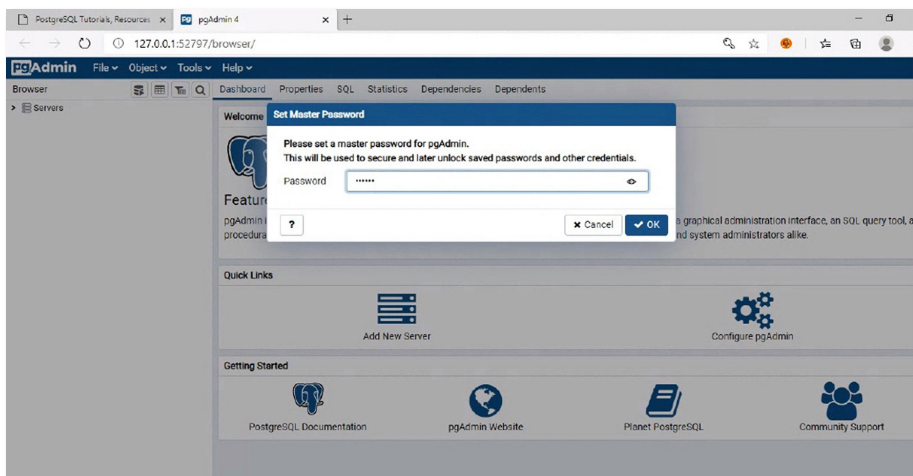 PostgreSQL Tutorials, Resources
pgAdmin 4
127.0.0.1:52797/browser/
pgAdmin File Object Tools Help
Browser
Dashboard Properties SQL Statistics Dependencies Dependents
Servers
Welcome
Set Master Password
Please set a master password for pgAdmin.
This will be used to secure and later unlock saved passwords and other credentials.
Password
Featur
pgAdmin i
graphical administration interface, an SQL query tool, a
procedura
nd system administrators alike.
?
Cancel
OK
Quick Links
Add New Server
Configure pgAdmin
Getting Started
PostgreSQL Documentation
pgAdmin Website
Planet PostgreSQL
Community Support